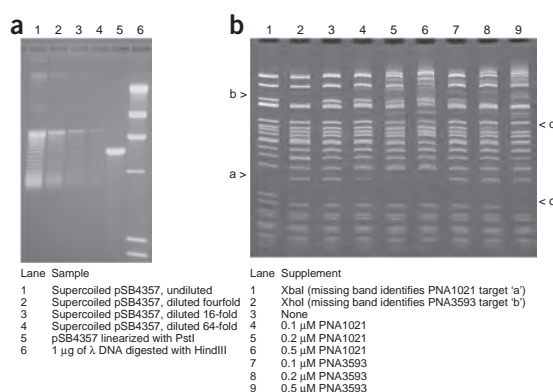 a
1 2 3 4 5 6
b
1 2 3 4 5 6 7 8 9
b >
< c
a >
Lane Sample
1 Supercoiled pSB4357, undiluted
2 Supercoiled pSB4357, diluted fourfold
3 Supercoiled pSB4357, diluted 16-fold
4 Supercoiled pSB4357, diluted 64-fold
5 pSB4357 linearized with PstI
6 1 µg of λ DNA digested with HindIII
Lane Supplement
1 XbaI (missing band identifies PNA1021 target 'a')
2 XhoI (missing band identifies PNA3593 target 'b')
3 None
4 0.1 µM PNA1021
5 0.2 µM PNA1021
6 0.5 µM PNA1021
7 0.1 µM PNA3593
8 0.2 µM PNA3593
9 0.5 µM PNA3593